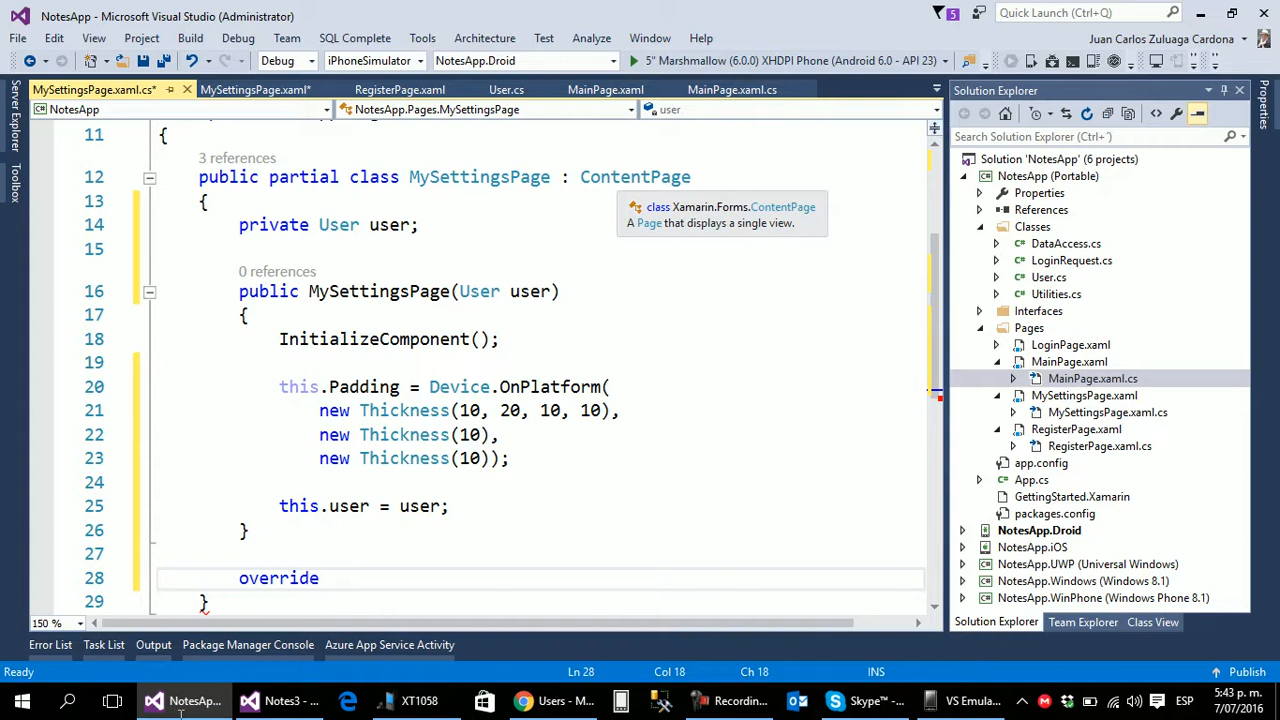 NotesApp - Microsoft Visual Studio (Administrator)
5
Quick Launch (Ctrl+Q)
File Edit View Project Build Debug Team SQL Complete Tools Architecture Test Analyze Window Help
Juan Carlos Zuluaga Cardona
Debug iPhoneSimulator NotesApp.Droid 5" Marshmallow (6.0.0) XHDPI Phone (Android 6.0 - API 23)
MySettingsPage.xaml.cs* MySettingsPage.xaml* RegisterPage.xaml User.cs MainPage.xaml MainPage.xaml.cs
NotesApp NotesApp.Pages.MySettingsPage user
Server Explorer
Toolbox
11 {
3 references
12 public partial class MySettingsPage : ContentPage
13 {
class Xamarin.Forms.ContentPage
A Page that displays a single view.
14 private User user;
15
0 references
16 public MySettingsPage(User user)
17 {
18 InitializeComponent();
19
20 this.Padding = Device.OnPlatform(
21 new Thickness(10, 20, 10, 10),
22 new Thickness(10),
23 new Thickness(10));
24
25 this.user = user;
26 }
27
28 override
29 }
150 %
Solution Explorer
Search Solution Explorer (Ctrl+´)
Solution 'NotesApp' (6 projects)
NotesApp (Portable)
Properties
References
Classes
DataAccess.cs
LoginRequest.cs
User.cs
Utilities.cs
Interfaces
Pages
LoginPage.xaml
MainPage.xaml
MainPage.xaml.cs
MySettingsPage.xaml
MySettingsPage.xaml.cs
RegisterPage.xaml
RegisterPage.xaml.cs
app.config
App.cs
GettingStarted.Xamarin
packages.config
NotesApp.Droid
NotesApp.iOS
NotesApp.UWP (Universal Windows)
NotesApp.Windows (Windows 8.1)
NotesApp.WinPhone (Windows Phone 8.1)
Solution Explorer Team Explorer Class View
Properties
Error List Task List Output Package Manager Console Azure App Service Activity
Ready Ln 28 Col 18 Ch 18 INS Publish
NotesAp... Notes3 - ... XT1058 Users - M... Recordin... Skype™ -... VS Emula... ESP
5:43 p. m.
7/07/2016